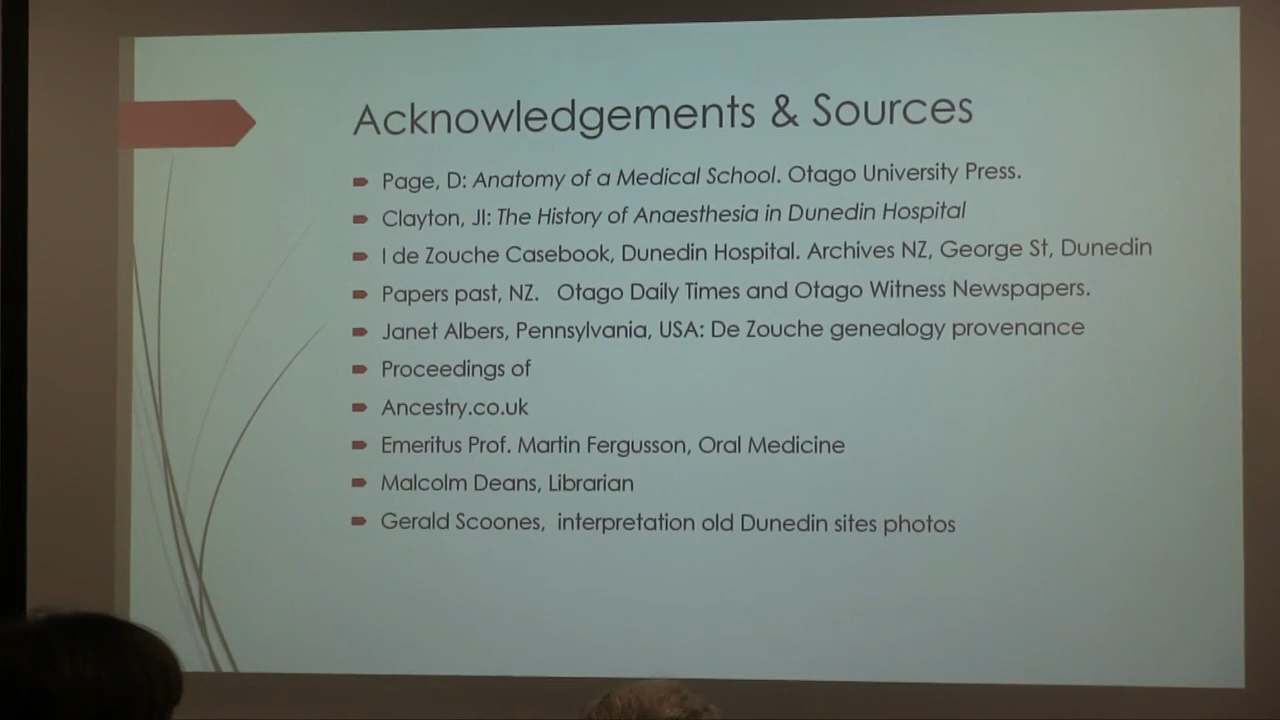 Acknowledgements & Sources
Page, D: Anatomy of a Medical School. Otago University Press.
Clayton, JI: The History of Anaesthesia in Dunedin Hospital
I de Zouche Casebook, Dunedin Hospital. Archives NZ, George St, Dunedin
Papers past, NZ. Otago Daily Times and Otago Witness Newspapers.
Janet Albers, Pennsylvania, USA: De Zouche genealogy provenance
Proceedings of
Ancestry.co.uk
Emeritus Prof. Martin Fergusson, Oral Medicine
Malcolm Deans, Librarian
Gerald Scoones, interpretation old Dunedin sites photos